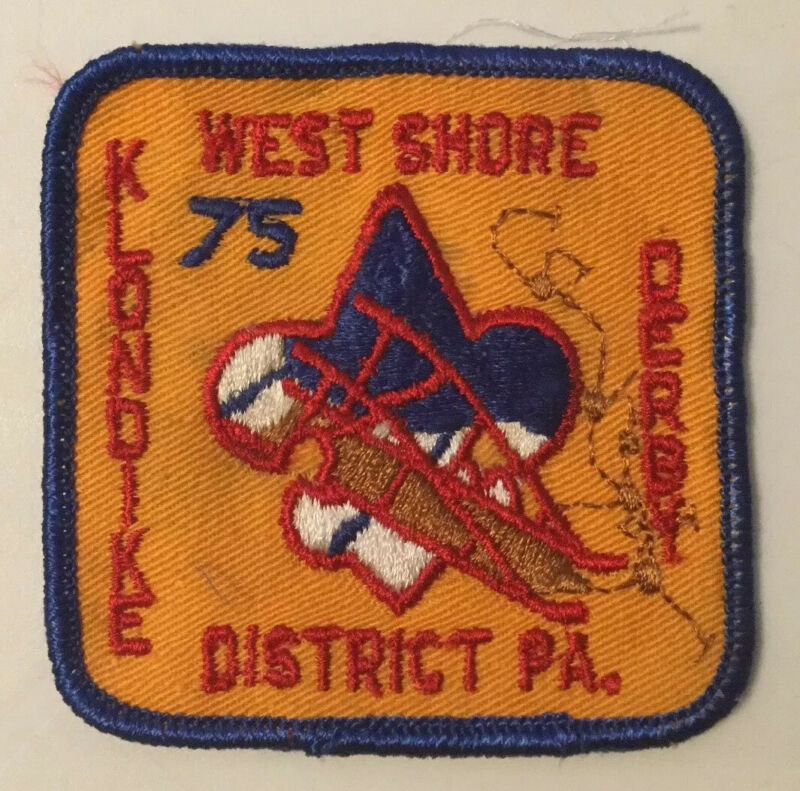 WEST SHORE
75
KLONDIKE
DERBY
DISTRICT PA.